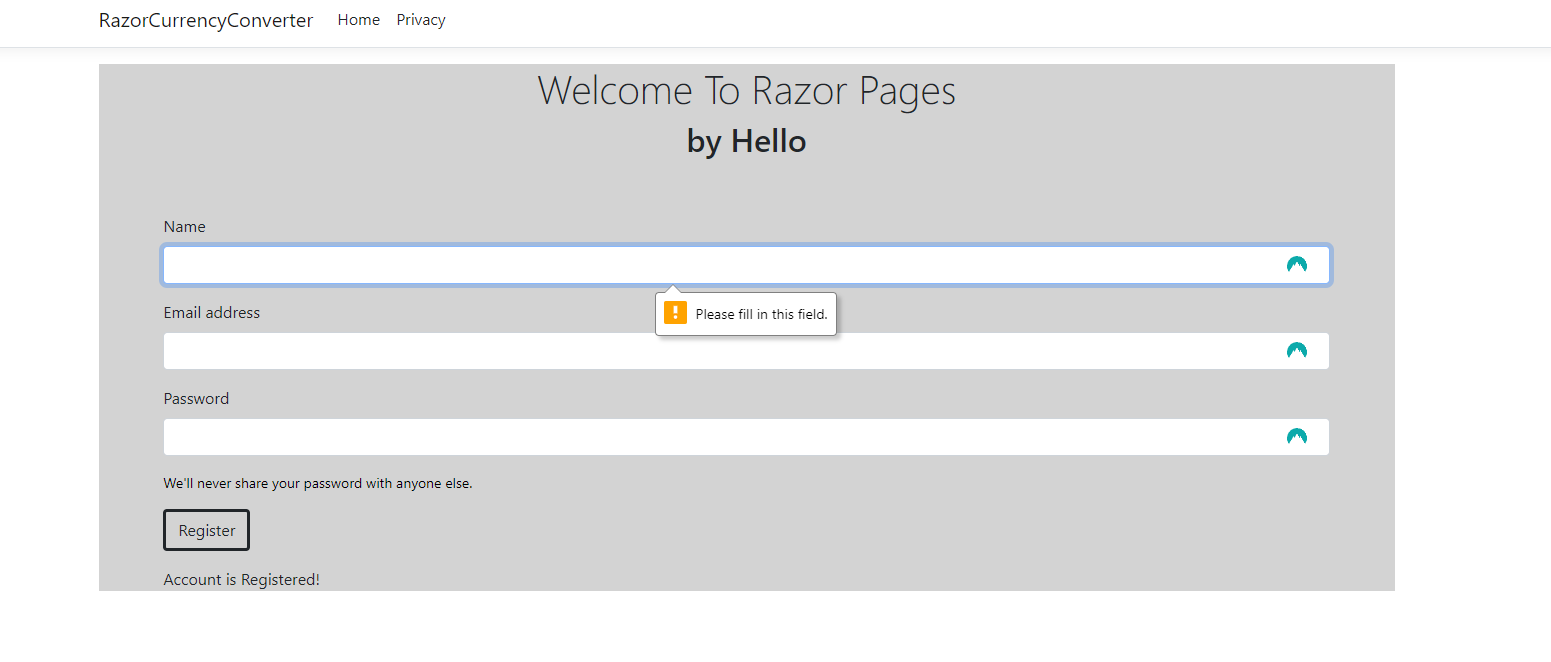 RazorCurrencyConverter Home Privacy
Welcome To Razor Pages
by Hello
Name
! Please fill in this field.
Email address
Password
We'll never share your password with anyone else.
Register
Account is Registered!